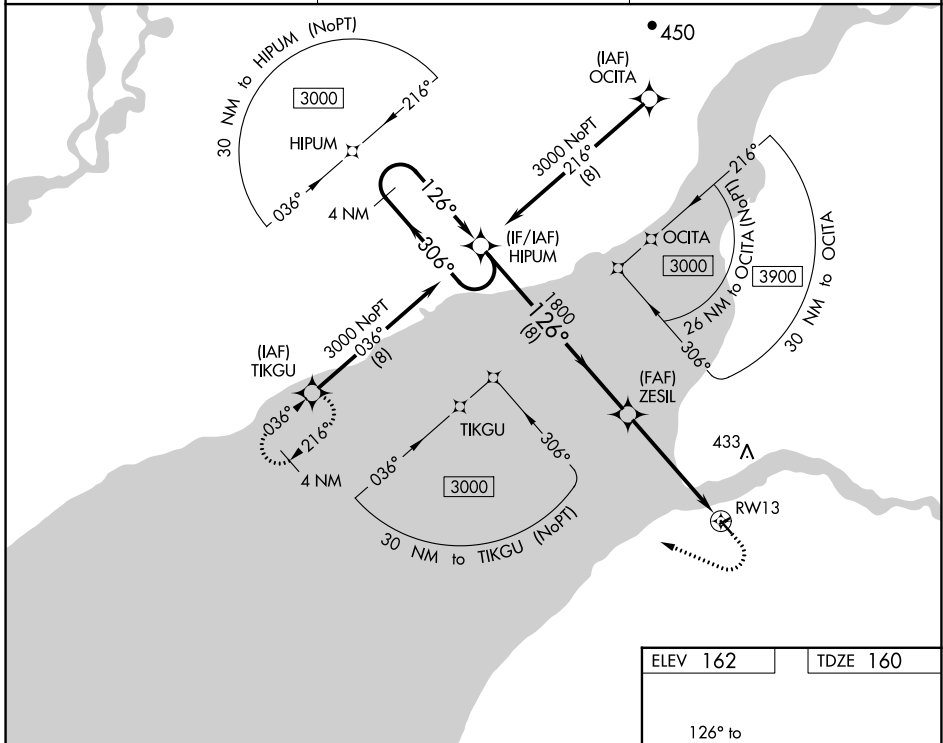 450
(IAF)
OCITA
30 NM to HIPUM (NoPT)
3000
216°
HIPUM
036°
3000 NoPT
216°
(8)
4 NM
126°
306°
(IF/IAF)
HIPUM
216°
OCITA
3000
26 NM to OCITA (NoPT)
3900
30 NM to OCITA
306°
1800
126°
(8)
3000 NoPT
036°
(8)
(IAF)
TIKGU
036°
216°
4 NM
(FAF)
ZESIL
TIKGU
036°
306°
3000
30 NM to TIKGU (NoPT)
433
RW13
ELEV 162
TDZE 160
126° to